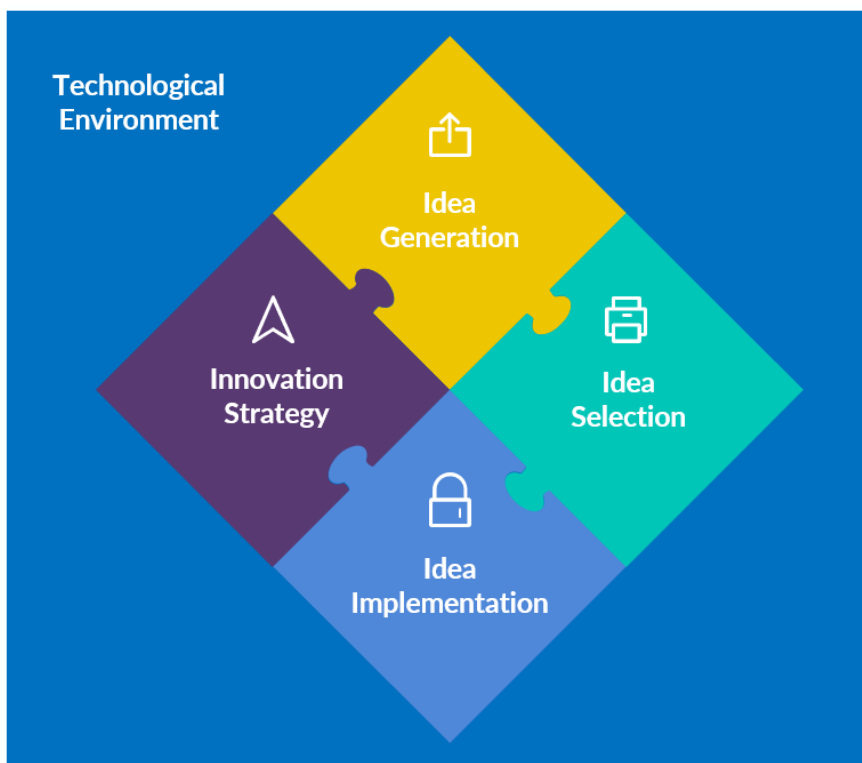 Technological
Environment
Idea
Generation
Innovation
Strategy
Idea
Selection
Idea
Implementation